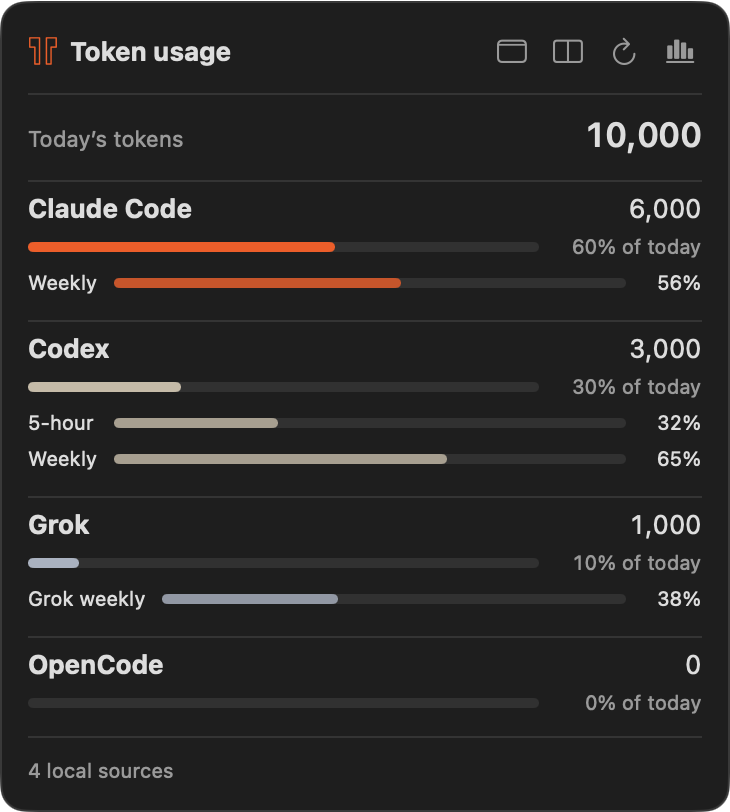 Token usage
Today's tokens 10,000
Claude Code 6,000
60% of today
Weekly 56%
Codex 3,000
30% of today
5-hour 32%
Weekly 65%
Grok 1,000
10% of today
Grok weekly 38%
OpenCode 0
0% of today
4 local sources